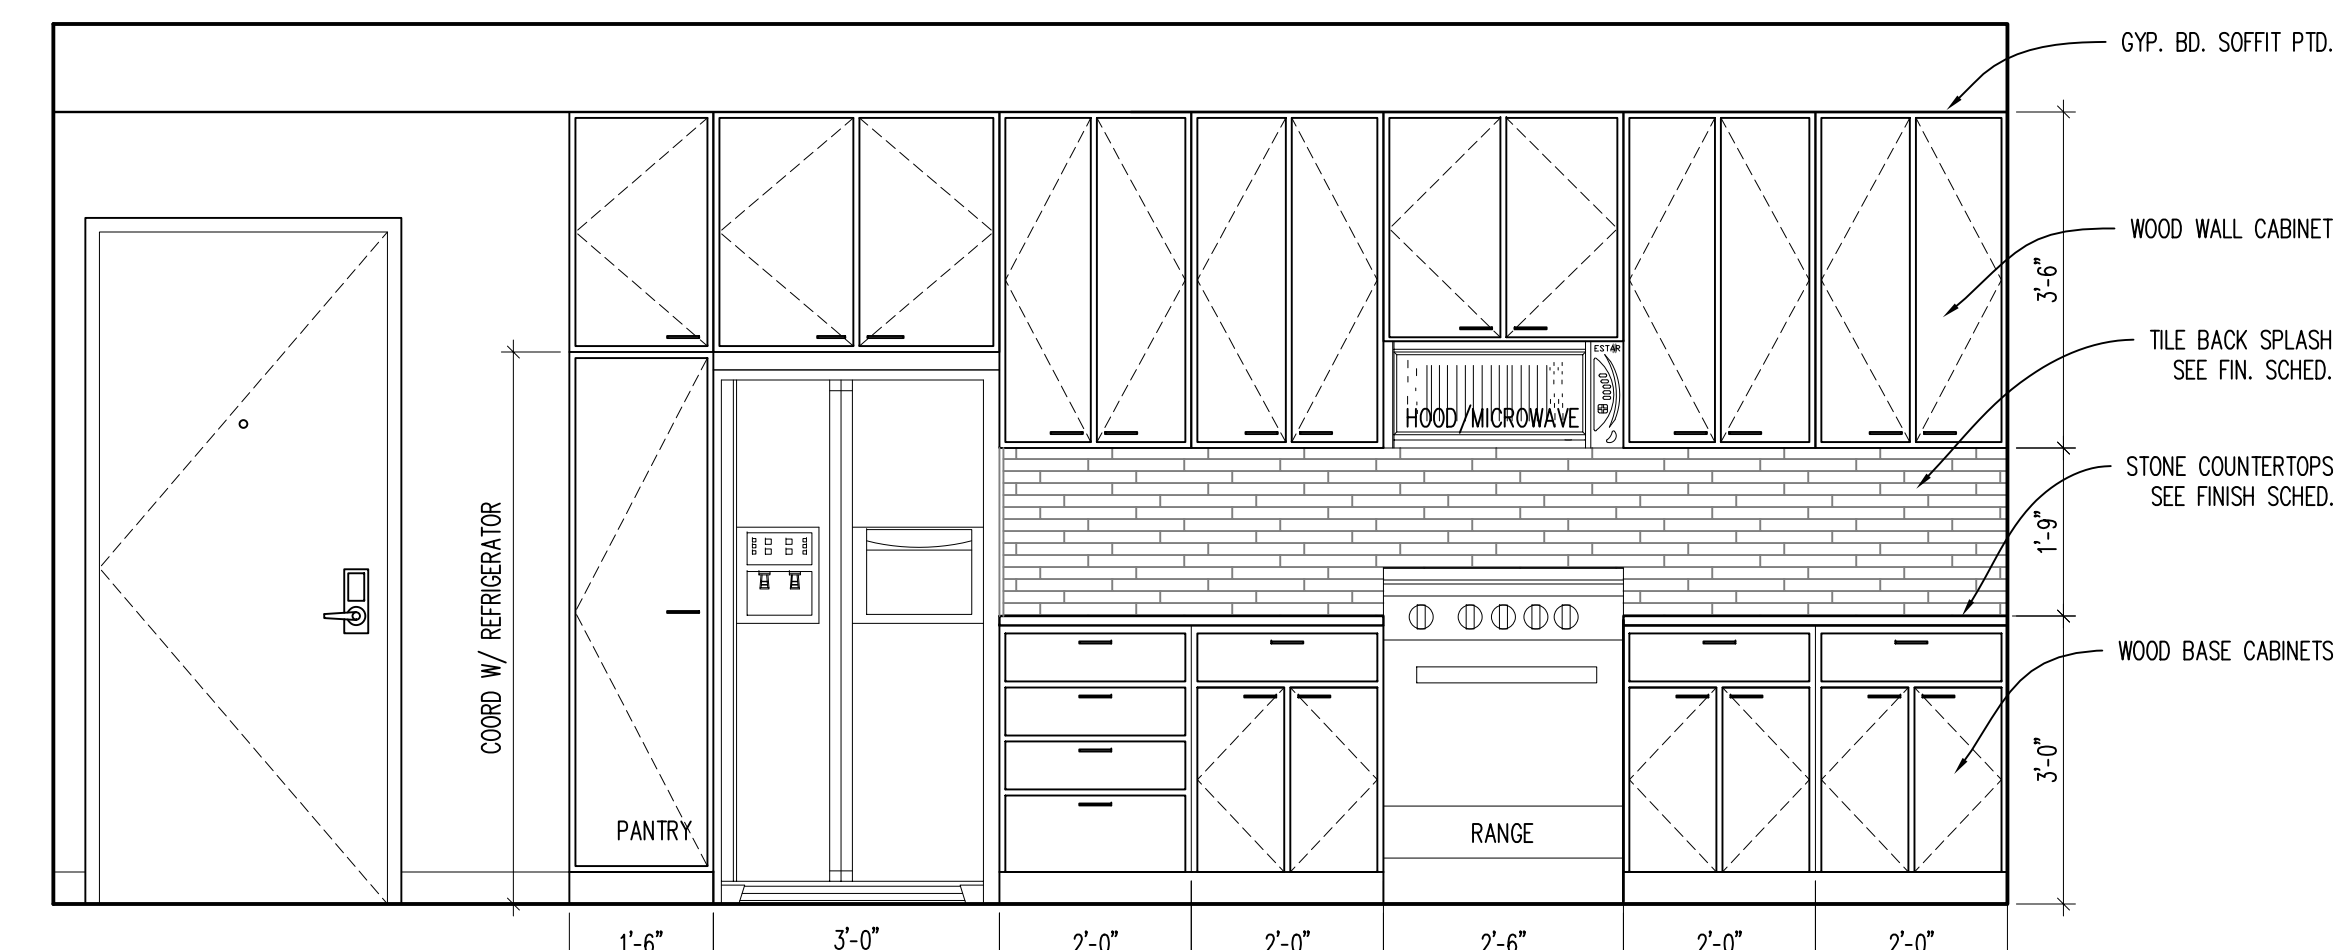 GYP. BD. SOFFIT PTD.
WOOD WALL CABINET
3'-6"
TILE BACK SPLASH
SEE FIN. SCHED.
ESTAR
HOOD/MICROWAVE
STONE COUNTERTOPS
SEE FINISH SCHED.
1'-9"
COORD W/ REFRIGERATOR
WOOD BASE CABINETS
3'-0"
PANTRY
RANGE
1'-6"
3'-0"
2'-0"
2'-0"
2'-6"
2'-0"
2'-0"